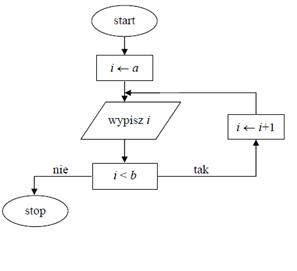 start
i ← a
wypisz i
i ← i+1
i < b
nie
tak
stop